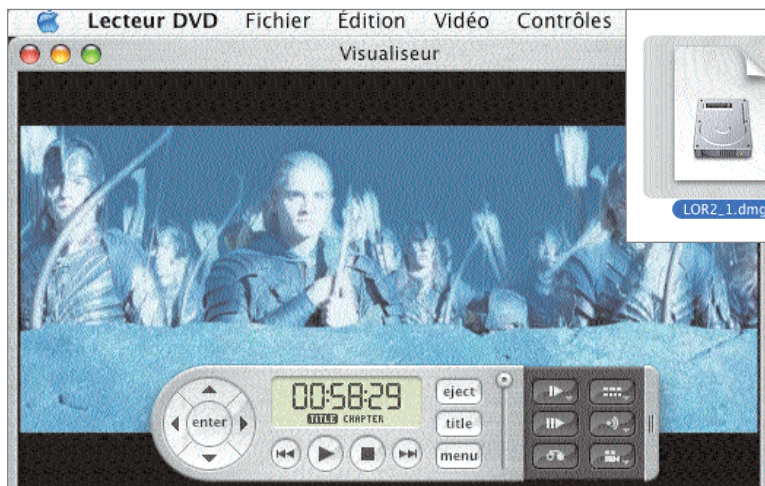 Lecteur DVD Fichier Édition Vidéo Contrôles
Visualiseur
LOR2_1.dmg
00:58:29
TITLE CHAPTER
enter
eject
title
menu